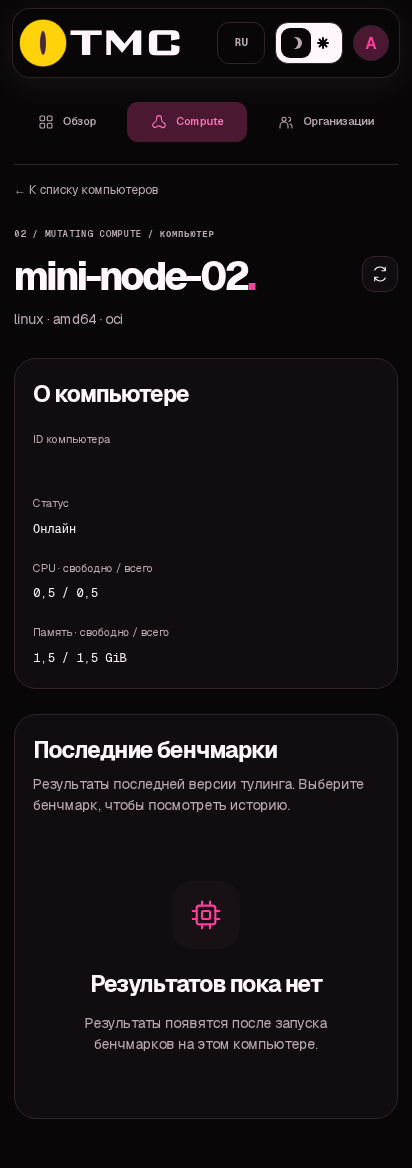 TMC
RU
A
Обзор
Compute
Организации
← К списку компьютеров
02 / MUTATING COMPUTE / КОМПЬЮТЕР
mini-node-02.
linux · amd64 · oci
О компьютере
ID компьютера
Статус
Онлайн
CPU · свободно / всего
0,5 / 0,5
Память · свободно / всего
1,5 / 1,5 GiB
Последние бенчмарки
Результаты последней версии тулинга. Выберите
бенчмарк, чтобы посмотреть историю.
Результатов пока нет
Результаты появятся после запуска
бенчмарков на этом компьютере.